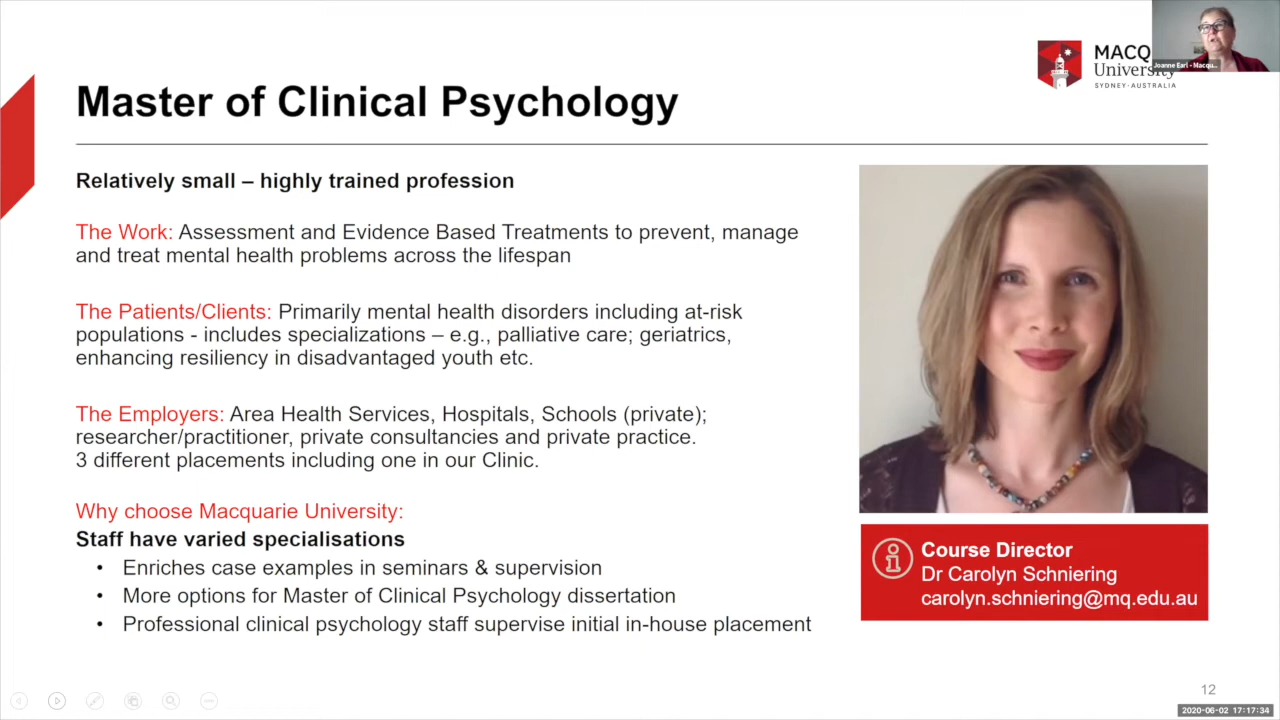 MACQ
University
SYDNEY·AUSTRALIA
Joanne Earl - Macqu...
Master of Clinical Psychology
Relatively small – highly trained profession
The Work: Assessment and Evidence Based Treatments to prevent, manage
and treat mental health problems across the lifespan
The Patients/Clients: Primarily mental health disorders including at-risk
populations - includes specializations – e.g., palliative care; geriatrics,
enhancing resiliency in disadvantaged youth etc.
The Employers: Area Health Services, Hospitals, Schools (private);
researcher/practitioner, private consultancies and private practice.
3 different placements including one in our Clinic.
Why choose Macquarie University:
Staff have varied specialisations
• Enriches case examples in seminars & supervision
• More options for Master of Clinical Psychology dissertation
• Professional clinical psychology staff supervise initial in-house placement
Course Director
Dr Carolyn Schniering
carolyn.schniering@mq.edu.au
12
2020-06-02 17:17:34